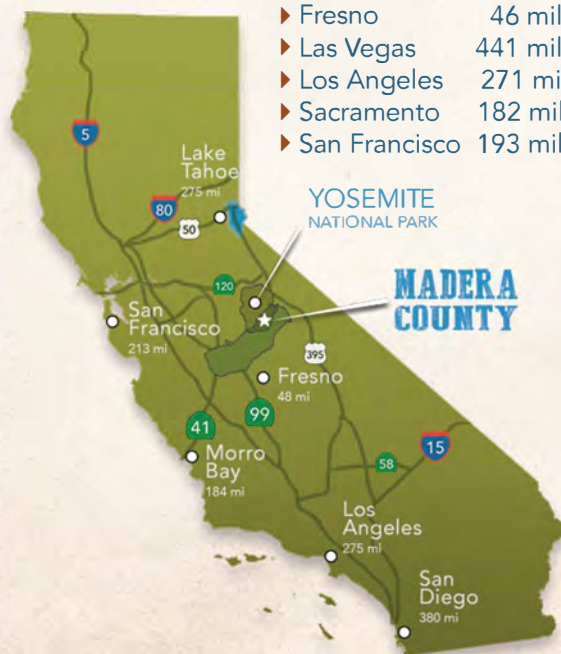 Fresno 46 mil
Las Vegas 441 mil
Los Angeles 271 mi
Sacramento 182 mil
San Francisco 193 mil
5
Lake
Tahoe
275 mi
80
50
YOSEMITE
NATIONAL PARK
120
MADERA
COUNTY
San
Francisco
213 mi
395
Fresno
48 mi
41
99
15
58
Morro
Bay
184 mi
Los
Angeles
275 mi
San
Diego
380 mi